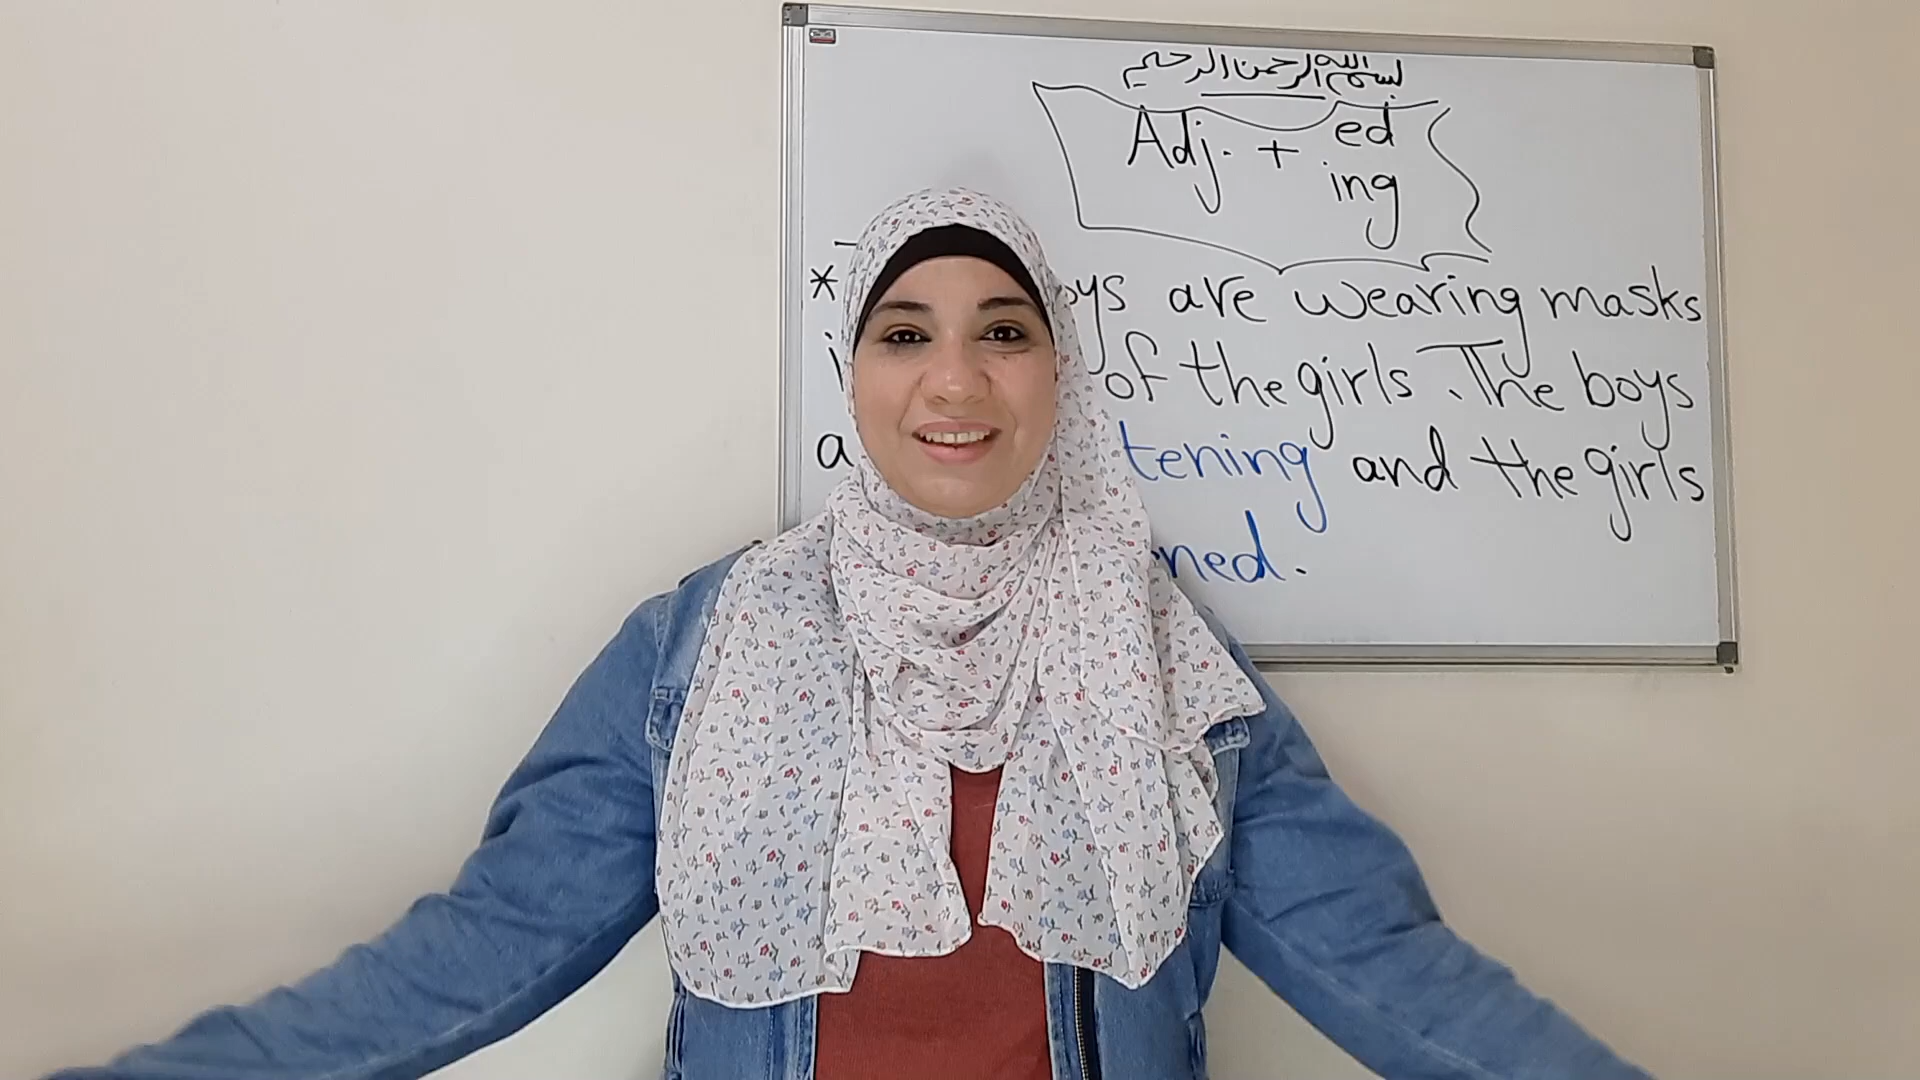 بسم الله الرحمن الرحيم
Adj. + ed
ing
* are wearing masks
of the girls. The boys
a tening and the girls
ned.